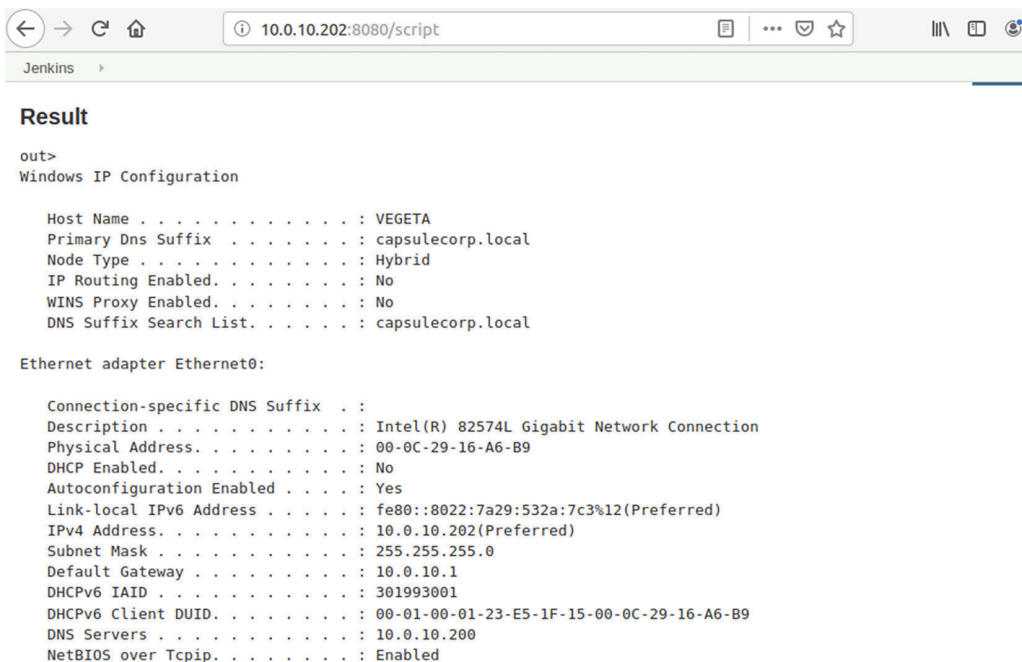 10.0.10.202:8080/script
Jenkins
Result
out>
Windows IP Configuration
Host Name . . . . . . . . . . . . : VEGETA
Primary Dns Suffix  . . . . . . . : capsulecorp.local
Node Type . . . . . . . . . . . . : Hybrid
IP Routing Enabled. . . . . . . . : No
WINS Proxy Enabled. . . . . . . . : No
DNS Suffix Search List. . . . . . : capsulecorp.local
Ethernet adapter Ethernet0:
Connection-specific DNS Suffix  . :
Description . . . . . . . . . . . : Intel(R) 82574L Gigabit Network Connection
Physical Address. . . . . . . . . : 00-0C-29-16-A6-B9
DHCP Enabled. . . . . . . . . . . : No
Autoconfiguration Enabled . . . . : Yes
Link-local IPv6 Address . . . . . : fe80::8022:7a29:532a:7c3%12(Preferred)
IPv4 Address. . . . . . . . . . . : 10.0.10.202(Preferred)
Subnet Mask . . . . . . . . . . . : 255.255.255.0
Default Gateway . . . . . . . . . : 10.0.10.1
DHCPv6 IAID . . . . . . . . . . . : 301993001
DHCPv6 Client DUID. . . . . . . . : 00-01-00-01-23-E5-1F-15-00-0C-29-16-A6-B9
DNS Servers . . . . . . . . . . . : 10.0.10.200
NetBIOS over Tcpip. . . . . . . . : Enabled